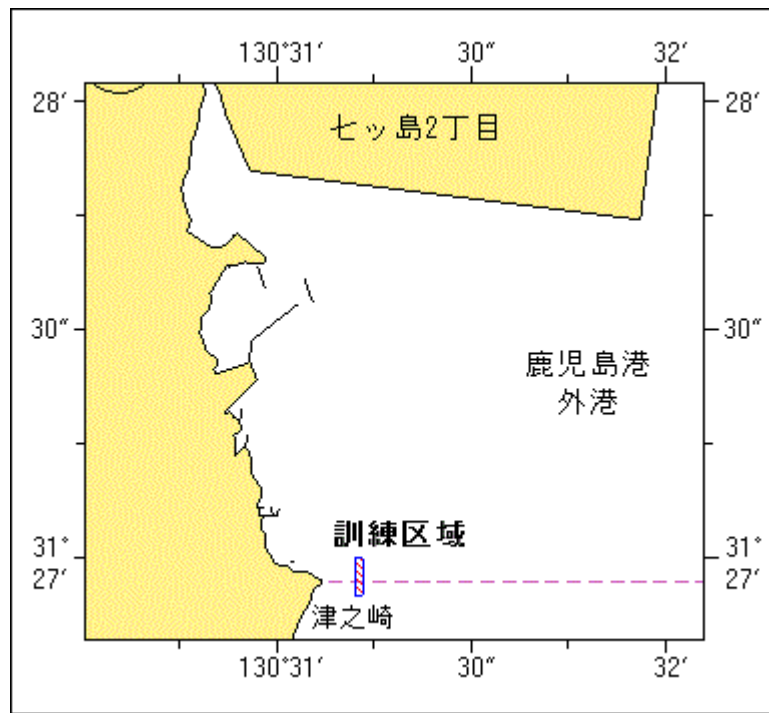 130°31′ 30″ 32′
28′ 28′
七ッ島2丁目
30″ 30″
鹿児島港
外港
訓練区域
31° 31°
27′ 27′
津之崎
130°31′ 30″ 32′